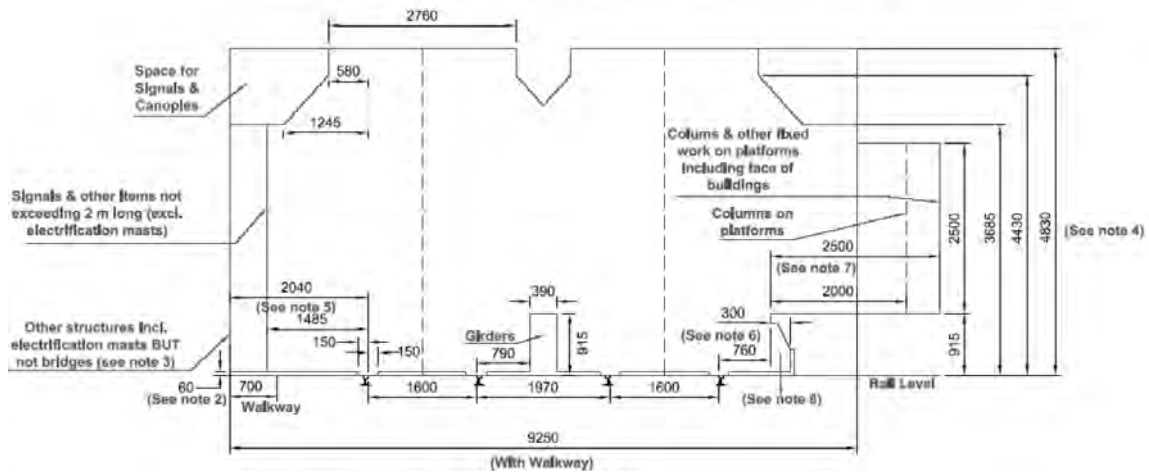 2760
Space for
Signals &
Canopies
580
1245
Colums & other fixed
work on platforms
including face of
buildings
Columns on
platforms
Signals & other items not
exceeding 2 m long (excl.
electrification masts)
2500
3685
4430
4830
(See note 4)
2500
(See note 7)
2000
2040
(See note 5)
1485
150
150
390
Girders
790
915
300
(See note 6)
760
915
Other structures incl.
electrification masts BUT
not bridges (see note 3)
60
700
(See note 2)
Walkway
1600
1970
1600
(See note 8)
Rail Level
9250
(With Walkway)